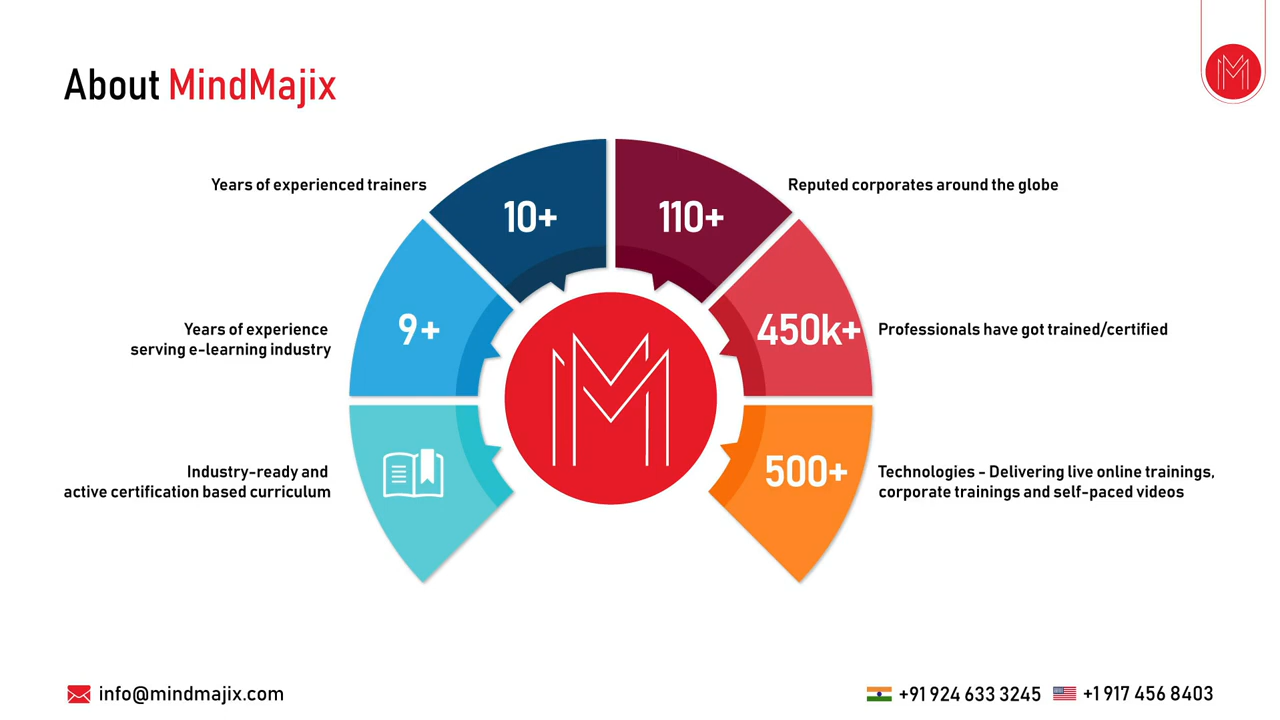 About MindMajix
Years of experienced trainers
10+
110+
Reputed corporates around the globe
Years of experience
serving e-learning industry
9+
450k+
Professionals have got trained/certified
Industry-ready and
active certification based curriculum
500+
Technologies - Delivering live online trainings,
corporate trainings and self-paced videos
info@mindmajix.com
+91 924 633 3245
+1 917 456 8403